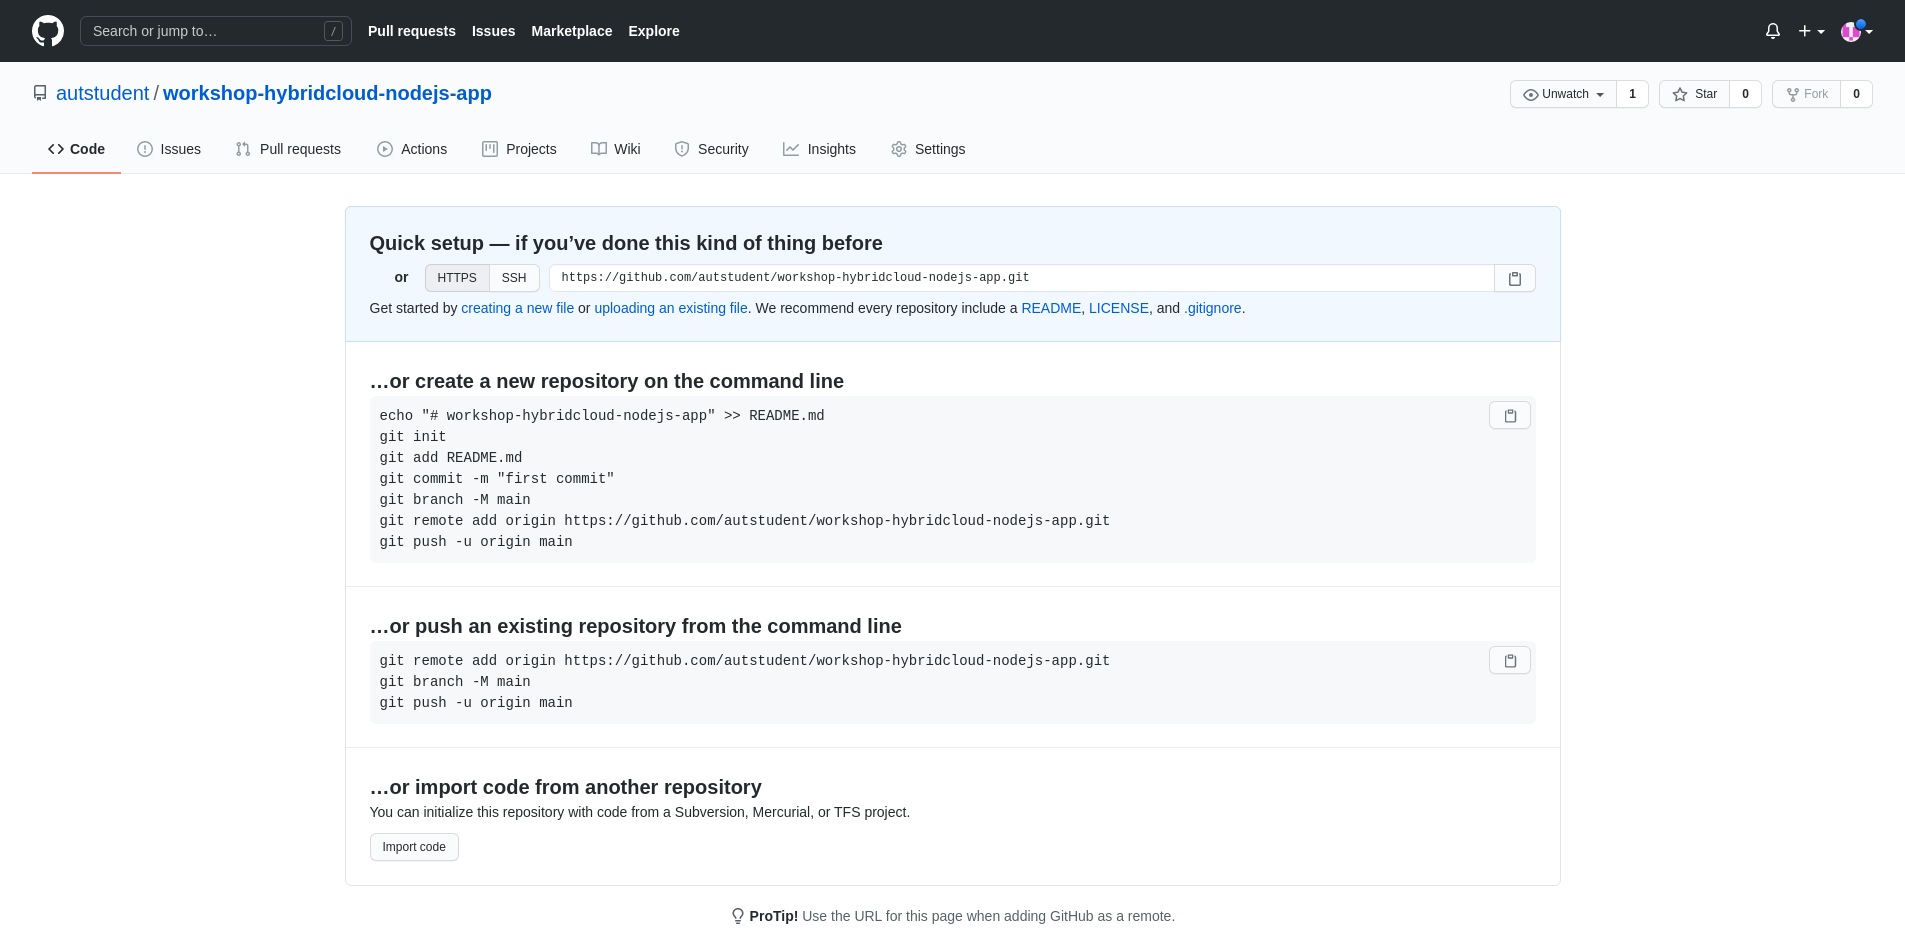 Search or jump to…
/
Pull requests
Issues
Marketplace
Explore
autstudent / workshop-hybridcloud-nodejs-app
Unwatch
1
Star
0
Fork
0
Code
Issues
Pull requests
Actions
Projects
Wiki
Security
Insights
Settings
Quick setup — if you’ve done this kind of thing before
or
HTTPS
SSH
https://github.com/autstudent/workshop-hybridcloud-nodejs-app.git
Get started by creating a new file or uploading an existing file. We recommend every repository include a README, LICENSE, and .gitignore.
…or create a new repository on the command line
echo "# workshop-hybridcloud-nodejs-app" >> README.md
git init
git add README.md
git commit -m "first commit"
git branch -M main
git remote add origin https://github.com/autstudent/workshop-hybridcloud-nodejs-app.git
git push -u origin main
…or push an existing repository from the command line
git remote add origin https://github.com/autstudent/workshop-hybridcloud-nodejs-app.git
git branch -M main
git push -u origin main
…or import code from another repository
You can initialize this repository with code from a Subversion, Mercurial, or TFS project.
Import code
ProTip! Use the URL for this page when adding GitHub as a remote.